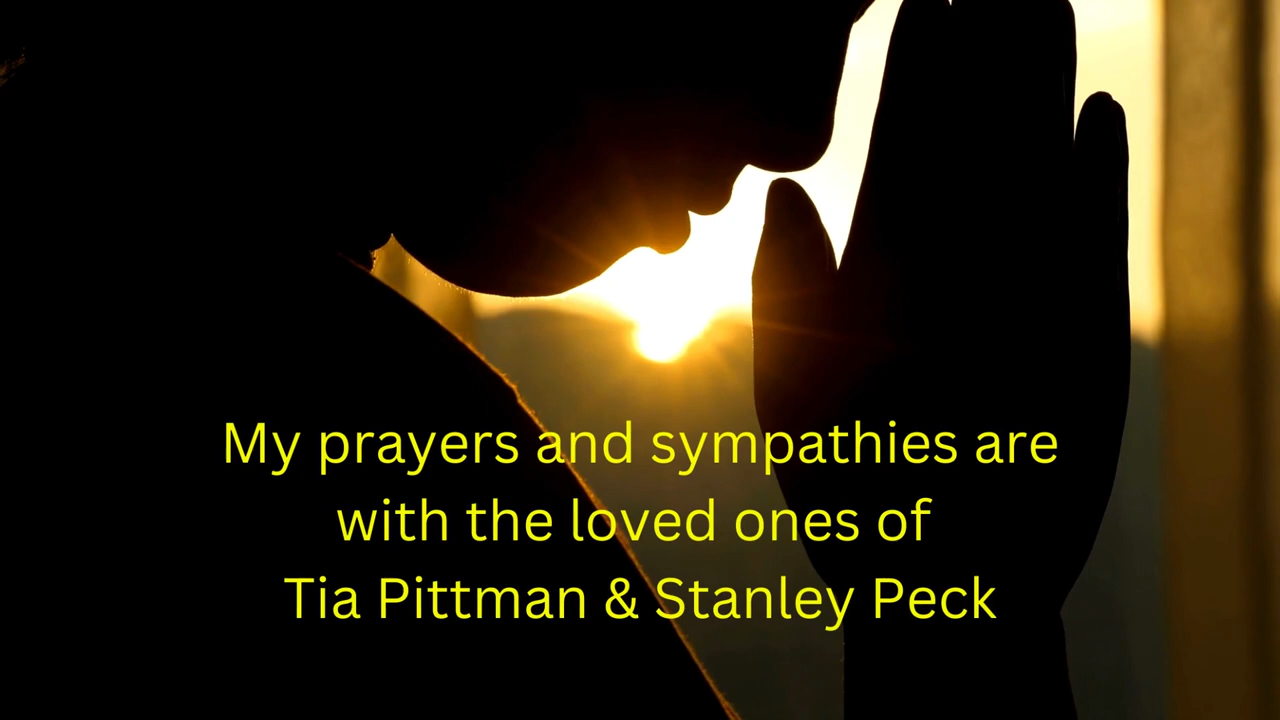 My prayers and sympathies are
with the loved ones of
Tia Pittman & Stanley Peck